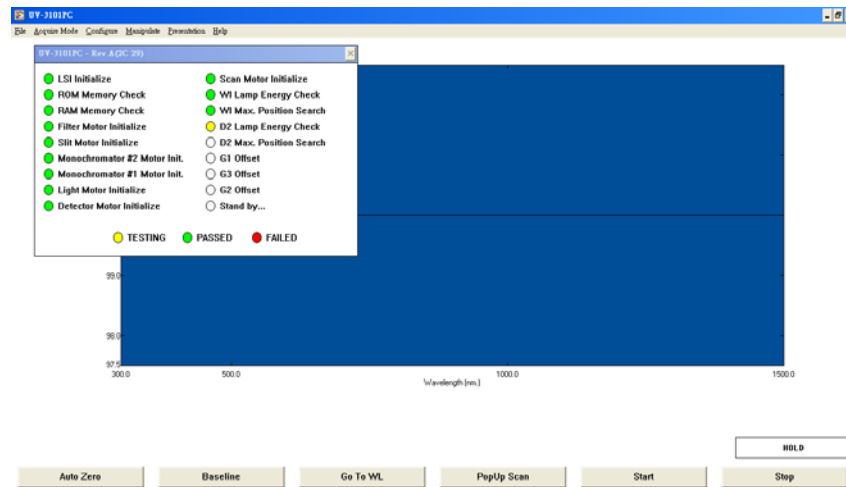 UV-3101PC
File Acquire Mode Configure Manipulate Presentation Help
UV-3101PC - Rev A(2C 29)
LSI Initialize
ROM Memory Check
RAM Memory Check
Filter Motor Initialize
Slit Motor Initialize
Monochromator #2 Motor Init.
Monochromator #1 Motor Init.
Light Motor Initialize
Detector Motor Initialize
Scan Motor Initialize
WI Lamp Energy Check
WI Max. Position Search
D2 Lamp Energy Check
D2 Max. Position Search
G1 Offset
G3 Offset
G2 Offset
Stand by...
TESTING PASSED FAILED
99.0
98.0
97.5
300.0 500.0 1000.0 1500.0
Wavelength (nm.)
HOLD
Auto Zero Baseline Go To WL PopUp Scan Start Stop